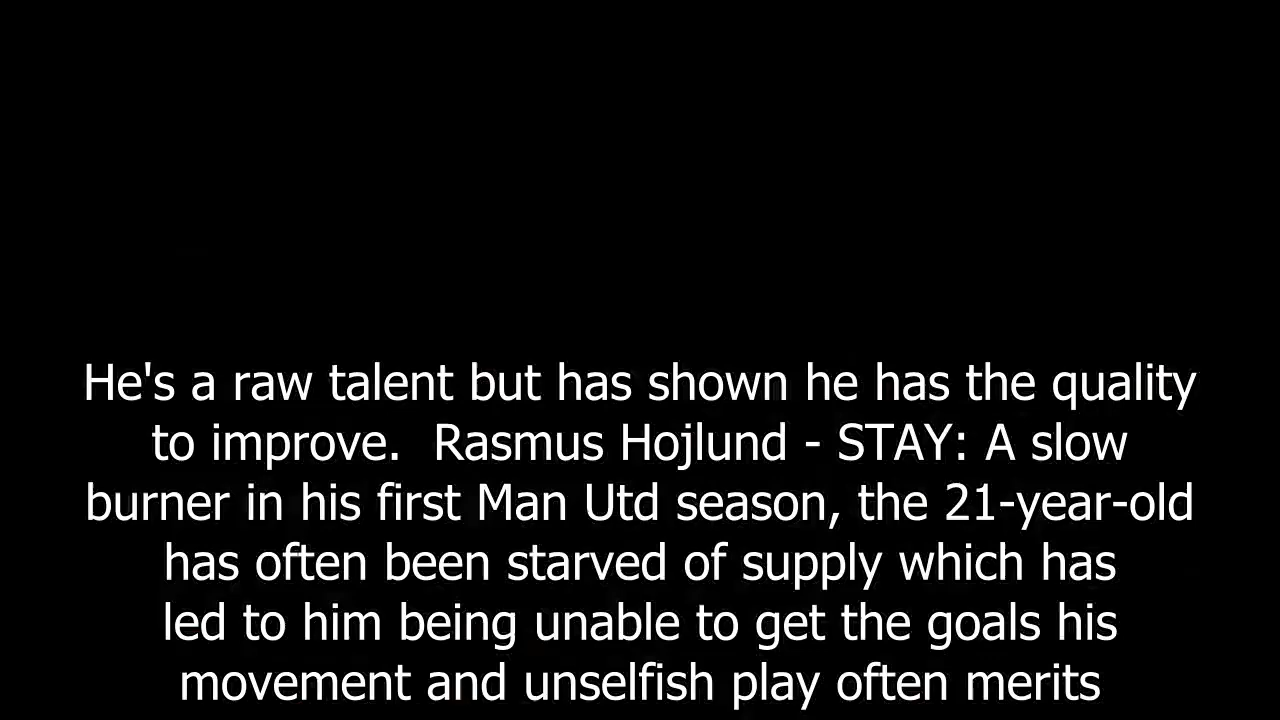 He's a raw talent but has shown he has the quality
to improve.  Rasmus Hojlund - STAY: A slow
burner in his first Man Utd season, the 21-year-old
has often been starved of supply which has
led to him being unable to get the goals his
movement and unselfish play often merits